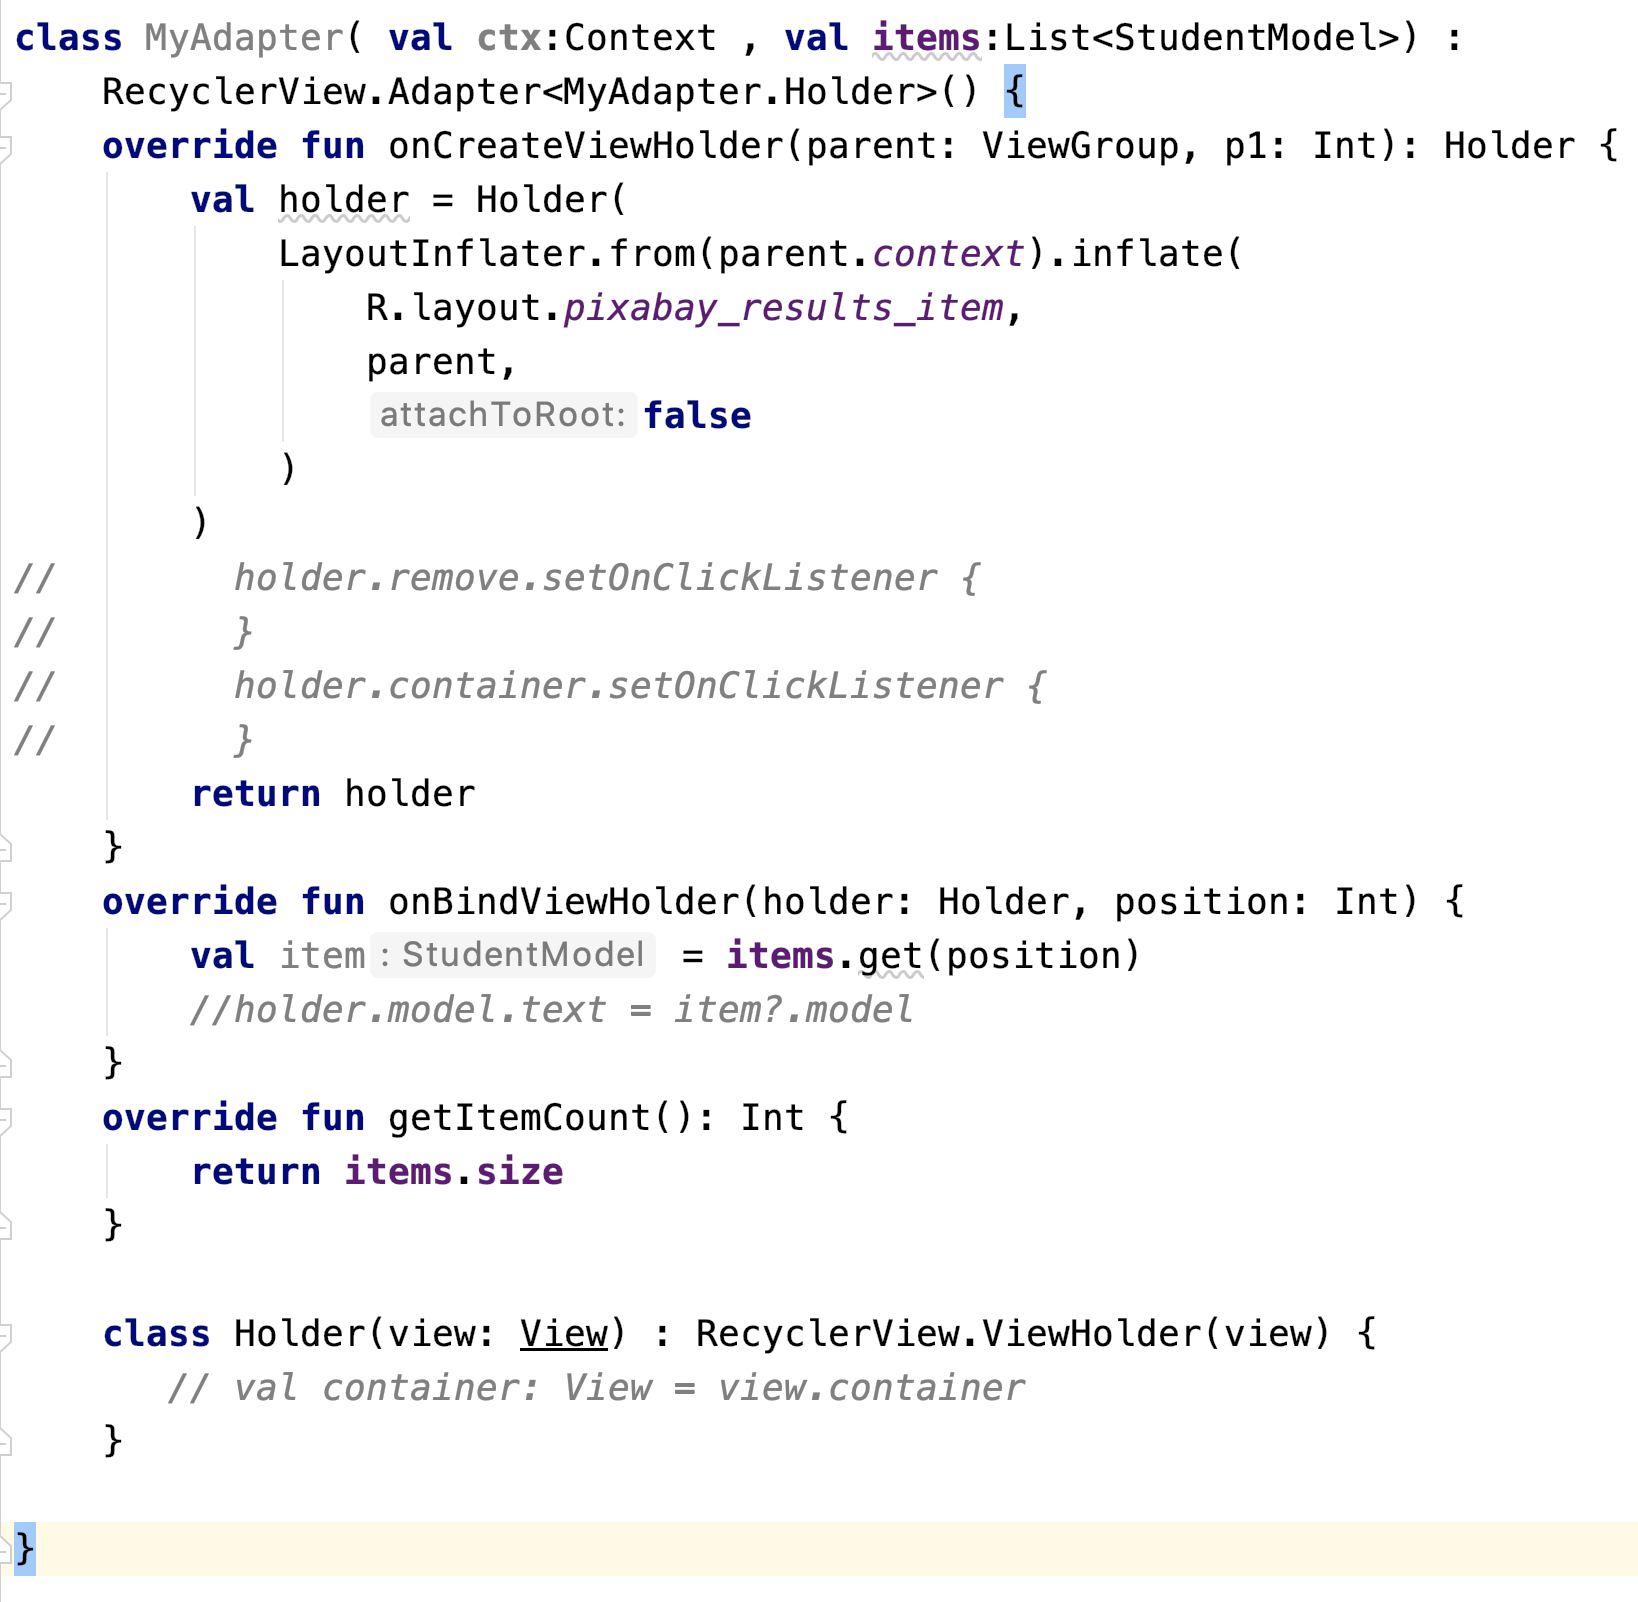 class MyAdapter( val ctx:Context , val items:List<StudentModel>) :
    RecyclerView.Adapter<MyAdapter.Holder>() {
    override fun onCreateViewHolder(parent: ViewGroup, p1: Int): Holder {
        val holder = Holder(
            LayoutInflater.from(parent.context).inflate(
                R.layout.pixabay_results_item,
                parent,
                attachToRoot: false
            )
        )
//        holder.remove.setOnClickListener {
//        }
//        holder.container.setOnClickListener {
//        }
        return holder
    }
    override fun onBindViewHolder(holder: Holder, position: Int) {
        val item : StudentModel = items.get(position)
        //holder.model.text = item?.model
    }
    override fun getItemCount(): Int {
        return items.size
    }

    class Holder(view: View) : RecyclerView.ViewHolder(view) {
       // val container: View = view.container
    }

}